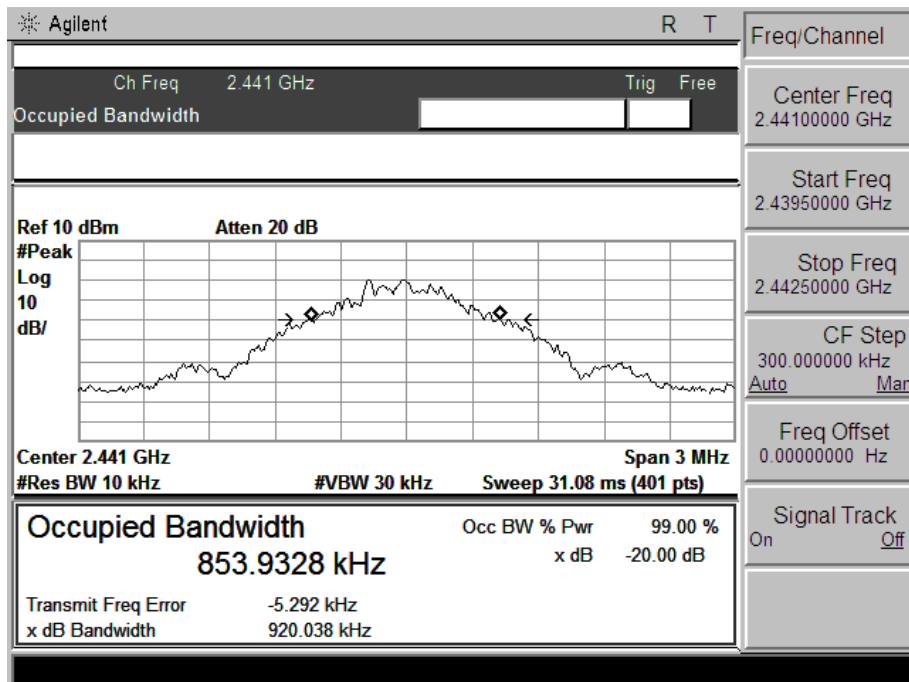 Agilent R T
Ch Freq 2.441 GHz Trig Free
Occupied Bandwidth
Ref 10 dBm Atten 20 dB
#Peak
Log
10
dB/
Center 2.441 GHz Span 3 MHz
#Res BW 10 kHz #VBW 30 kHz Sweep 31.08 ms (401 pts)
Occupied Bandwidth Occ BW % Pwr 99.00 %
853.9328 kHz x dB -20.00 dB
Transmit Freq Error -5.292 kHz
x dB Bandwidth 920.038 kHz
Freq/Channel
Center Freq
2.44100000 GHz
Start Freq
2.43950000 GHz
Stop Freq
2.44250000 GHz
CF Step
300.000000 kHz
Auto Man
Freq Offset
0.00000000 Hz
Signal Track
On Off